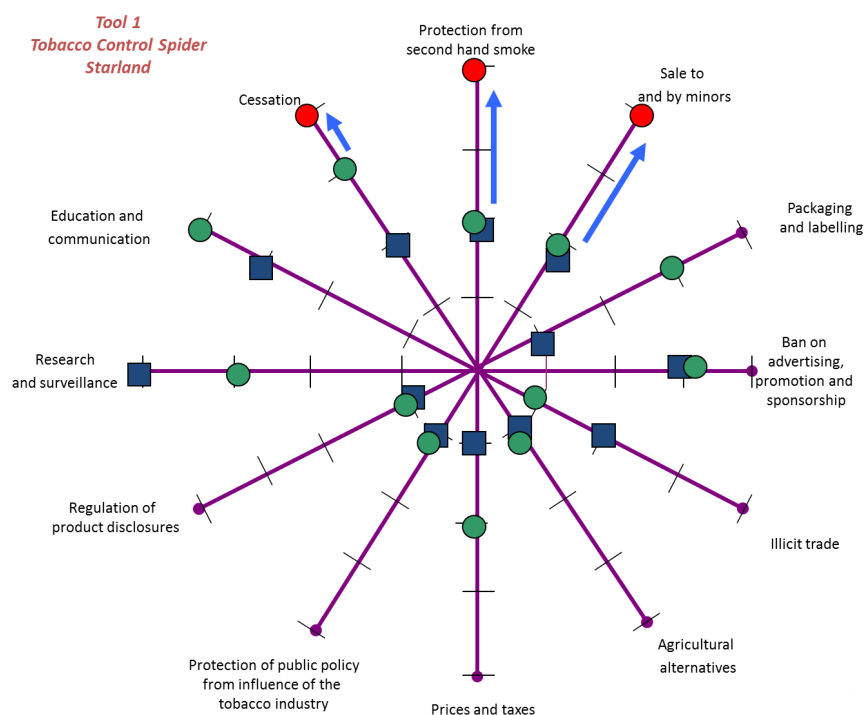 Tool 1
Tobacco Control Spider
Starland
Protection from
second hand smoke
Sale to
and by minors
Cessation
Packaging
and labelling
Education and
communication
Ban on
advertising,
promotion and
sponsorship
Research
and surveillance
Regulation of
product disclosures
Illicit trade
Agricultural
alternatives
Protection of public policy
from influence of the
tobacco industry
Prices and taxes